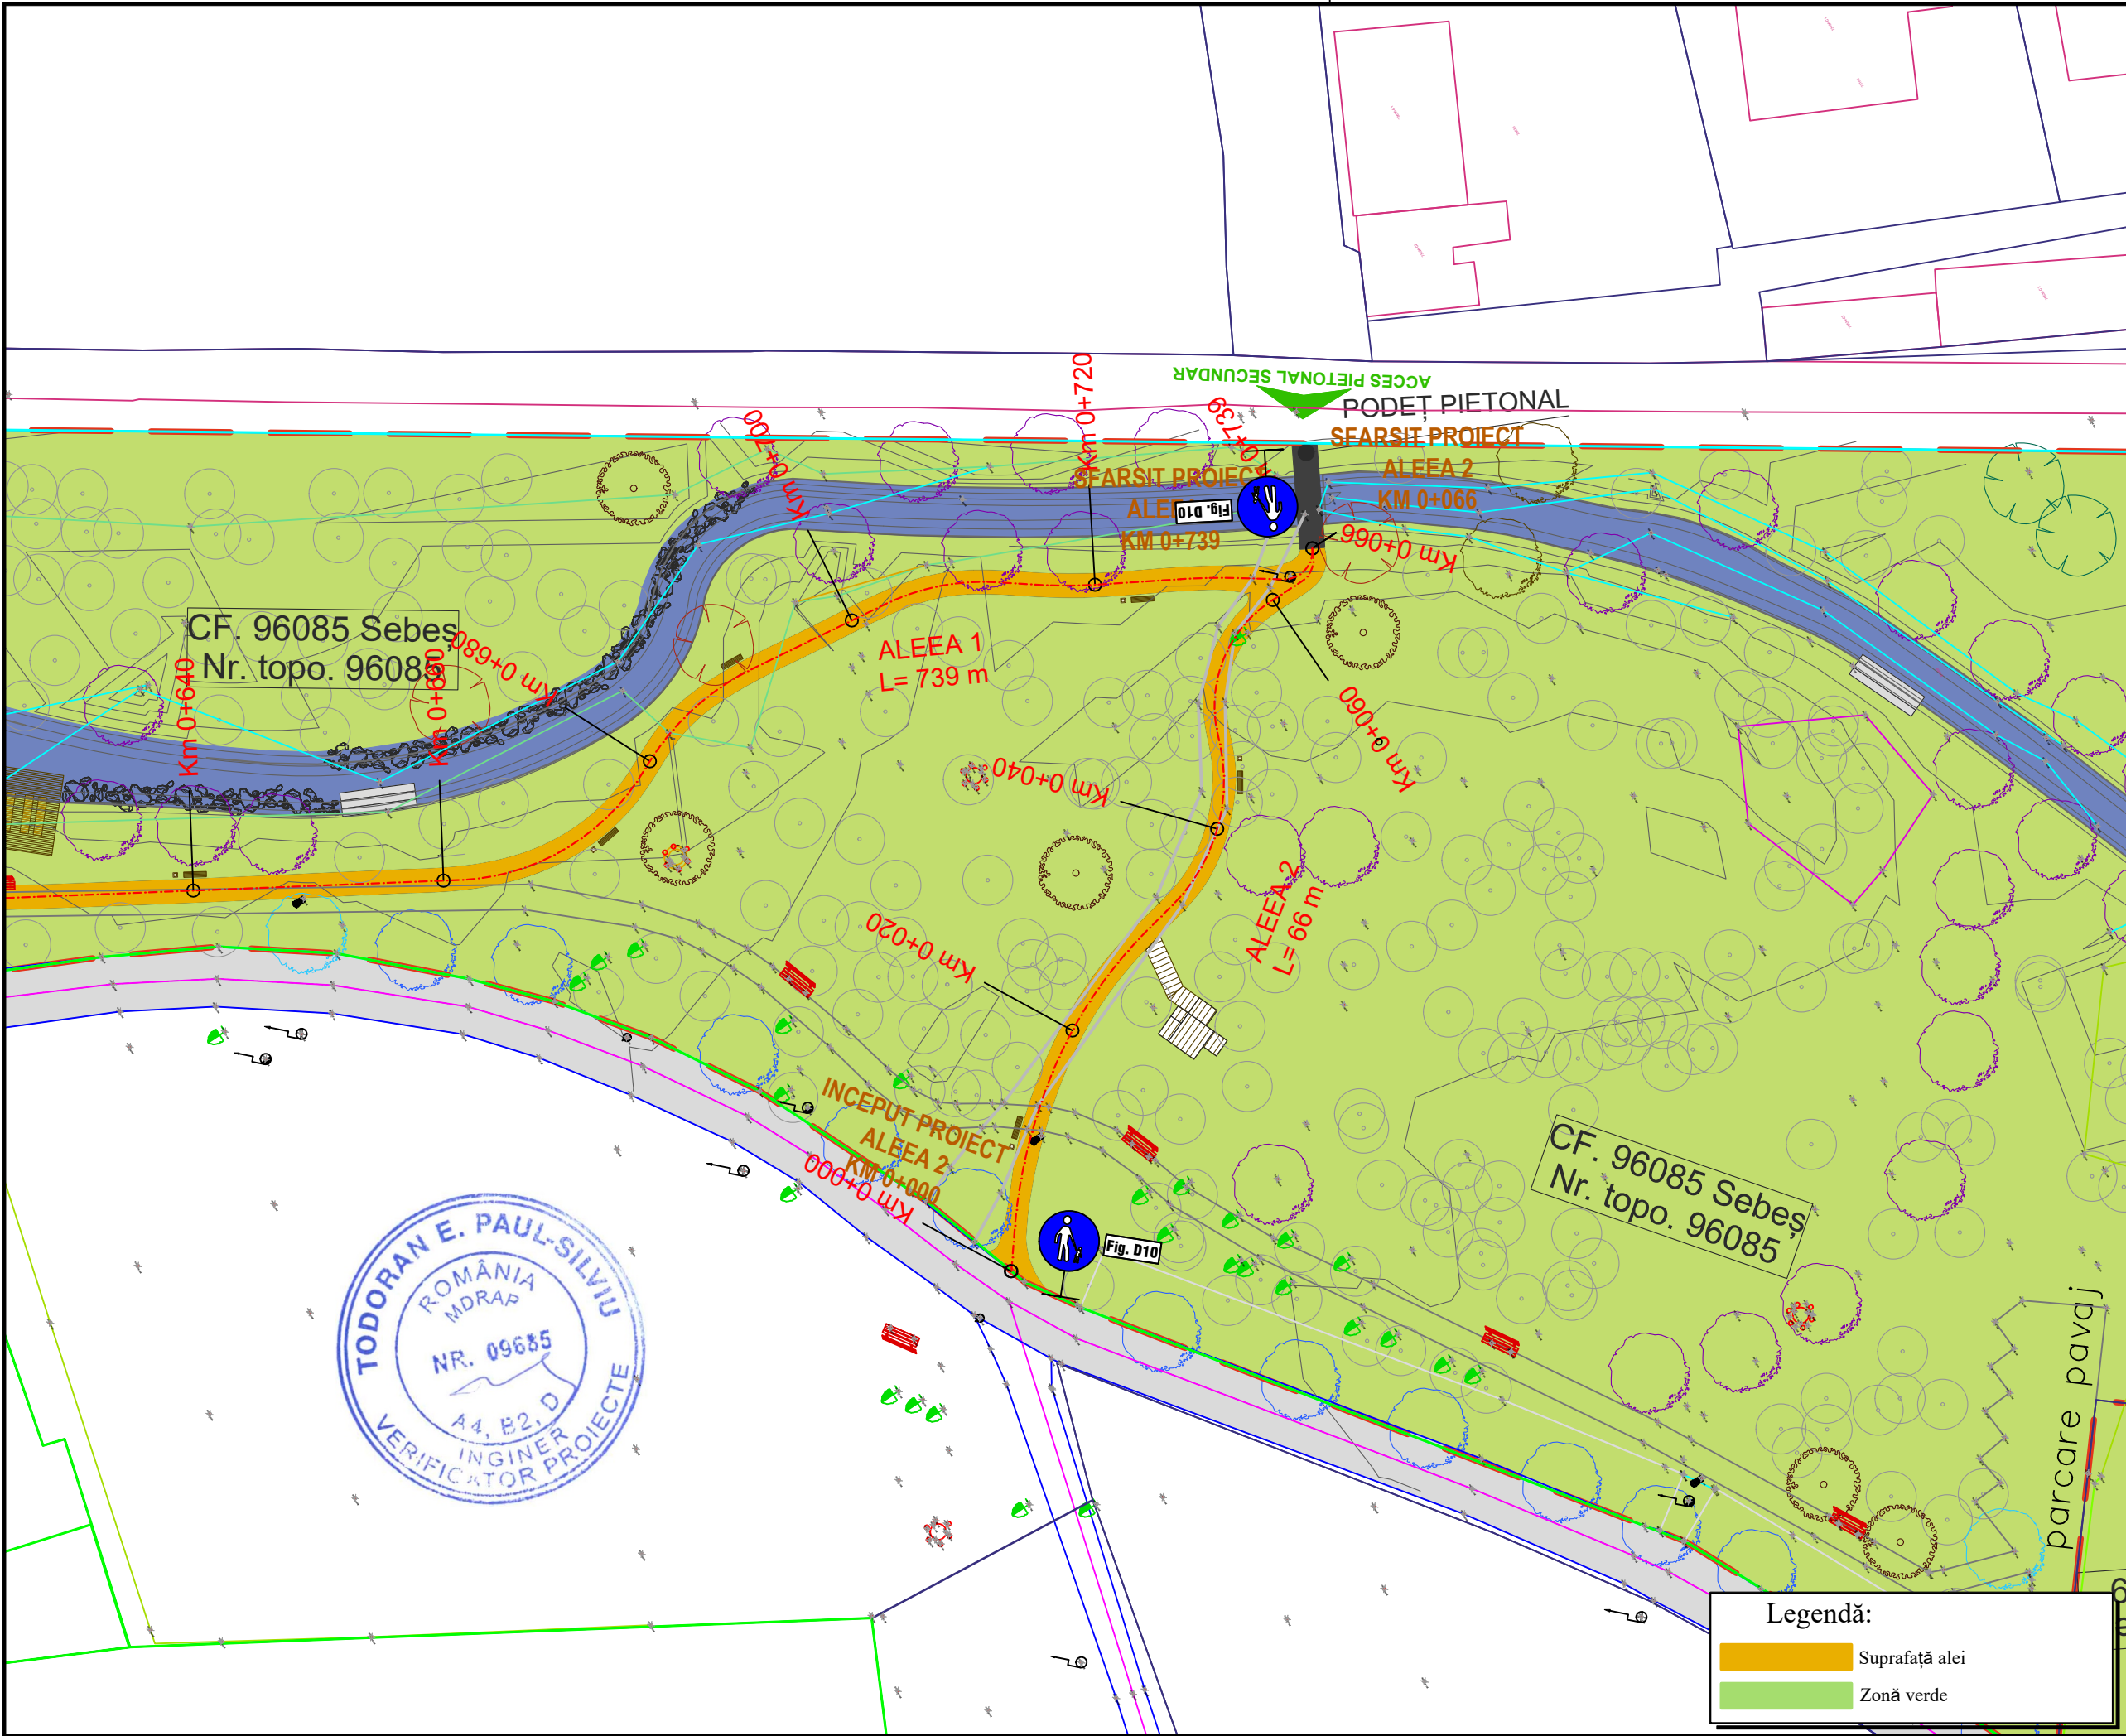 ACCES PIETONAL SECUNDAR
PODEȚ PIETONAL
SFARSIT PROIECT
ALEEA 2
KM 0+066
KM 0+739
Fig. D10
Km 0+720
Km 0+700
Km 0+066
CF. 96085 Sebeș
Nr. topo. 96085
Km 0+640
Km 0+660
Km 0+680
ALEEA 1
L= 739 m
Km 0+060
Km 0+040
ALEEA 2
L= 66 m
Km 0+020
INCEPUT PROIECT
ALEEA 2
KM 0+000
Km 0+000
Fig. D10
CF. 96085 Sebeș
Nr. topo. 96085
parcare pavaj
TODORAN E. PAUL-SILVIU
ROMÂNIA
MDRAP
NR. 09685
A4, B2, D
INGINER
VERIFICATOR PROIECTE
Legendă:
Suprafață alei
Zonă verde